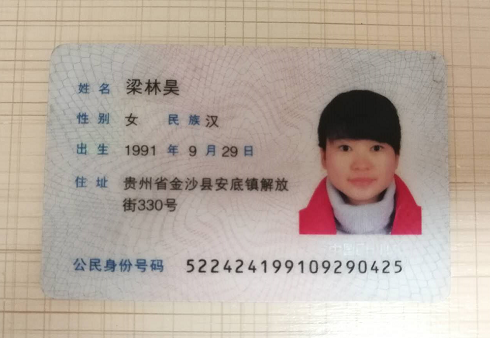 姓名 梁林昊
性别 女 民族 汉
出生 1991 年 9 月 29 日
住址 贵州省金沙县安底镇解放
街330号
公民身份号码 522424199109290425